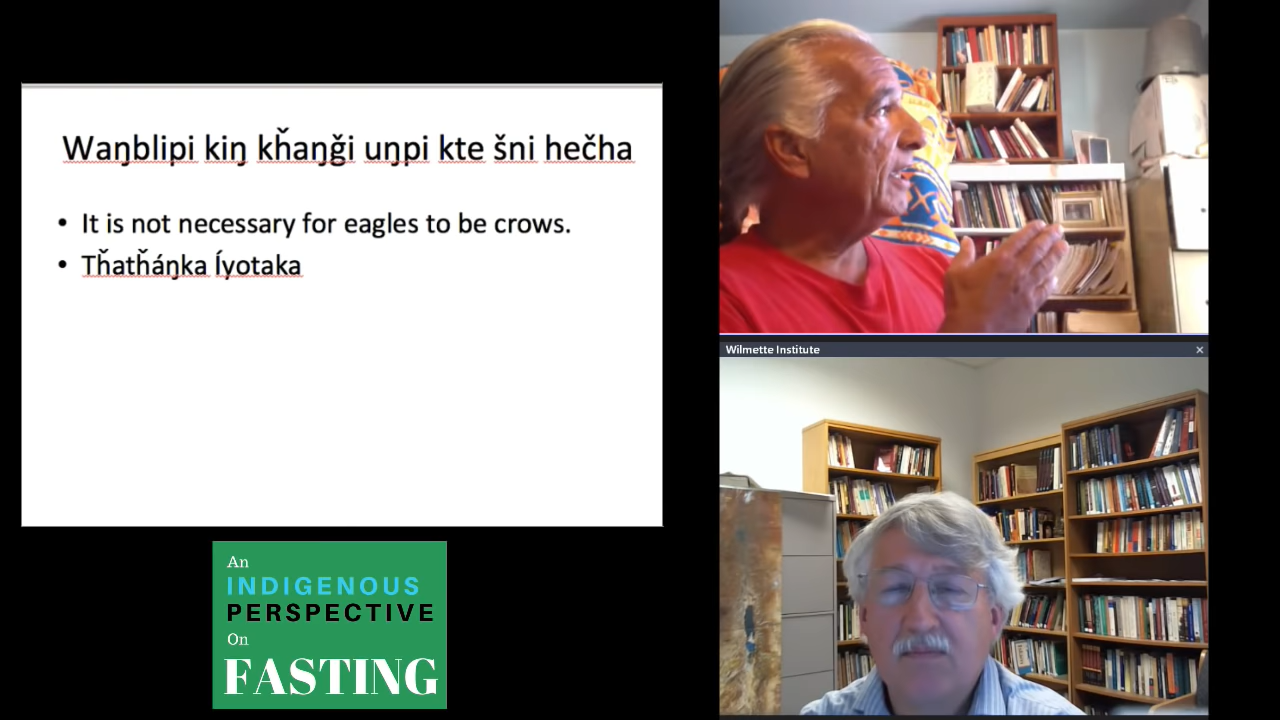 Waŋblipi kiŋ kȟaŋǧi uŋpi kte šni hečha
• It is not necessary for eagles to be crows.
• Tȟatȟáŋka Íyotaka
An
INDIGENOUS
PERSPECTIVE
On
FASTING
Wilmette Institute